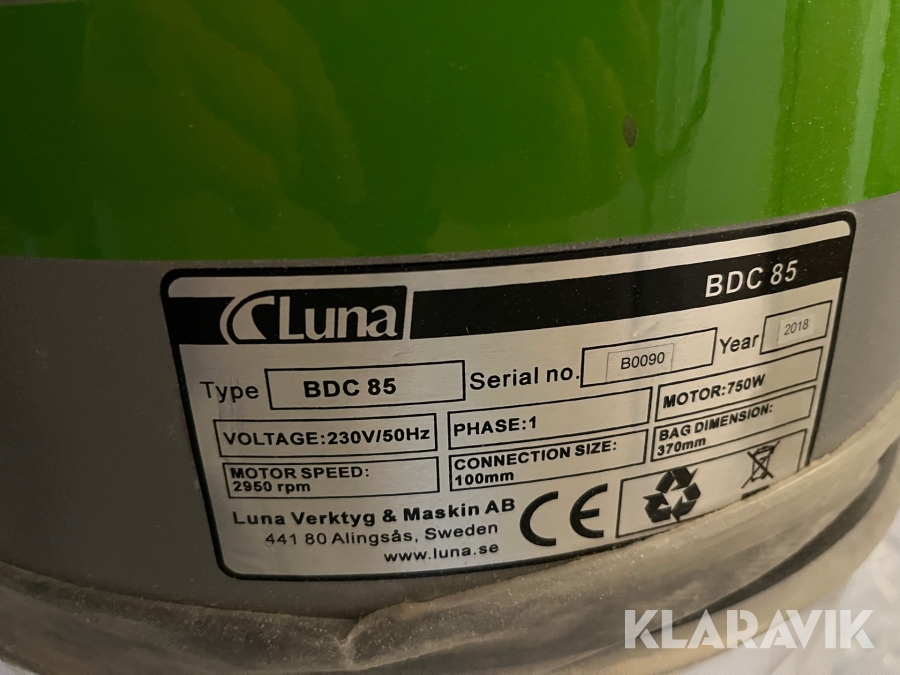 Luna
BDC 85
Type BDC 85 Serial no. B0090 Year 2018
VOLTAGE:230V/50Hz PHASE:1 MOTOR:750W
MOTOR SPEED: 2950 rpm CONNECTION SIZE: 100mm BAG DIMENSION: 370mm
Luna Verktyg & Maskin AB
441 80 Alingsås, Sweden
www.luna.se
CE
KLARAVIK